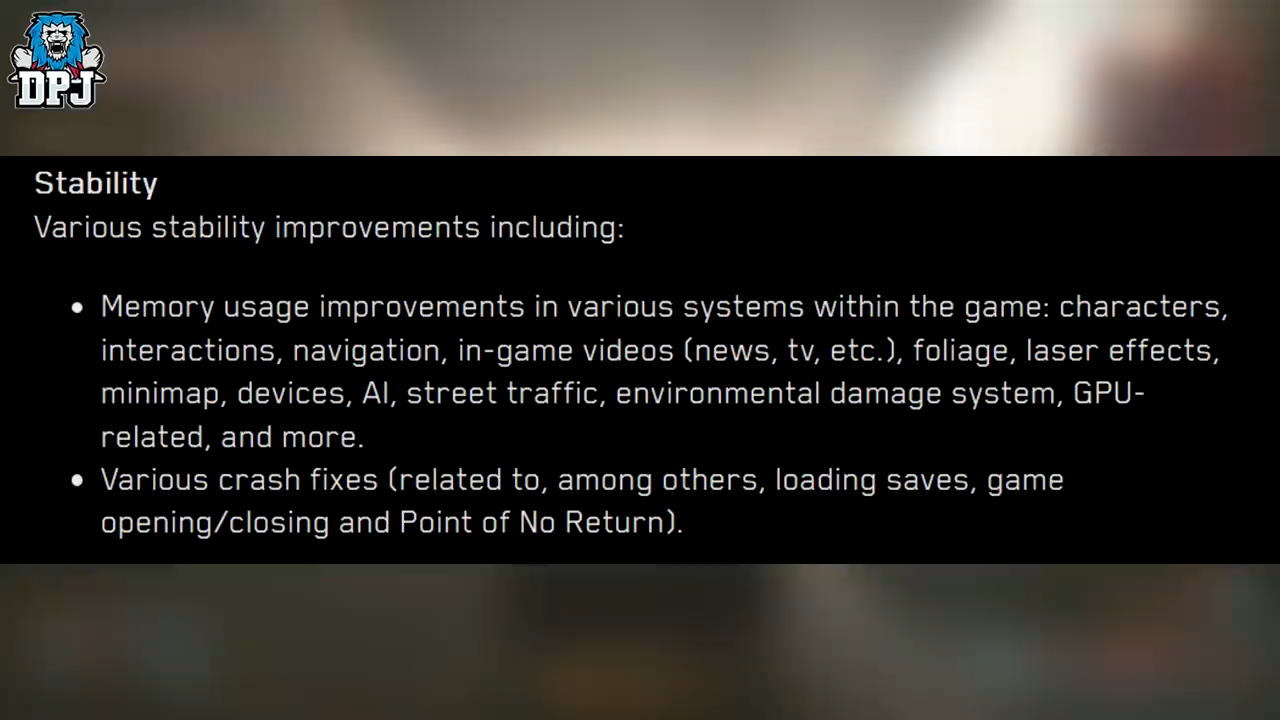 DPJ
Stability
Various stability improvements including:
• Memory usage improvements in various systems within the game: characters,
interactions, navigation, in-game videos (news, tv, etc.), foliage, laser effects,
minimap, devices, AI, street traffic, environmental damage system, GPU-
related, and more.
• Various crash fixes (related to, among others, loading saves, game
opening/closing and Point of No Return).